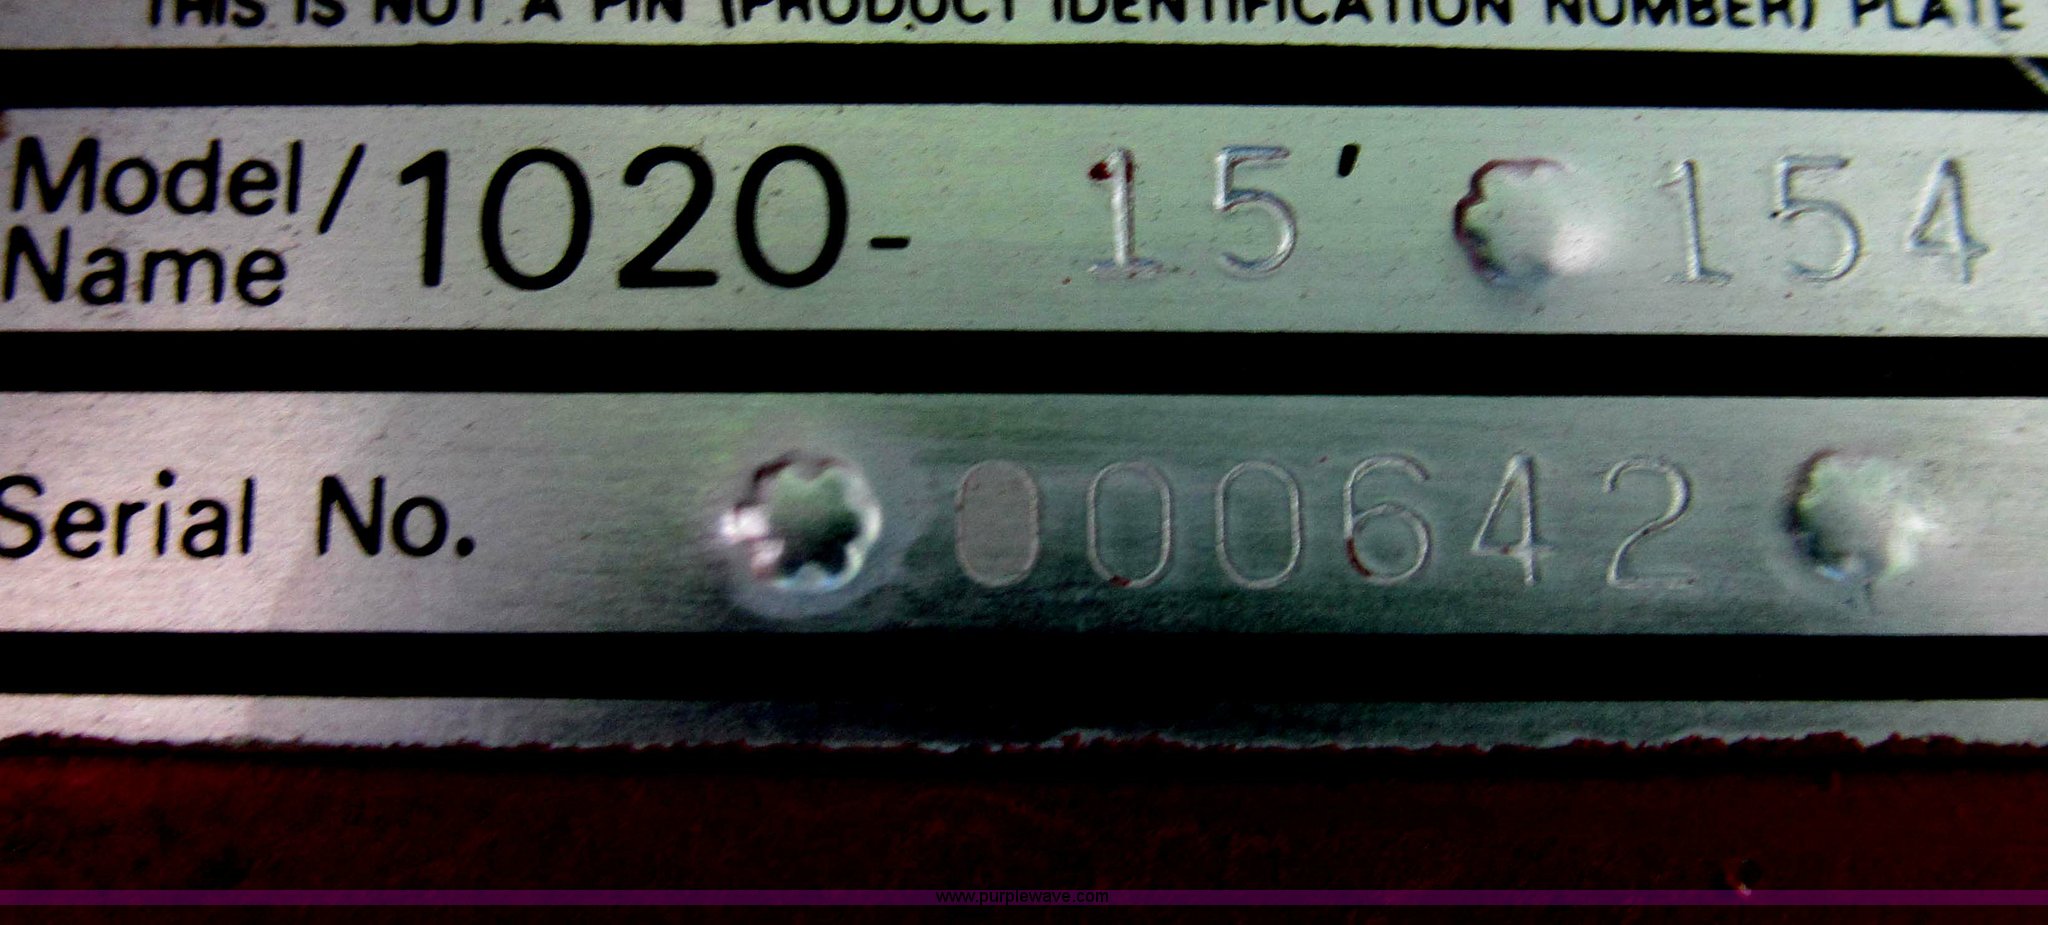 THIS IS NOT A PIN (PRODUCT IDENTIFICATION NUMBER) PLATE
Model/Name 1020- 15' 154
Serial No. 000642
www.purplewave.com